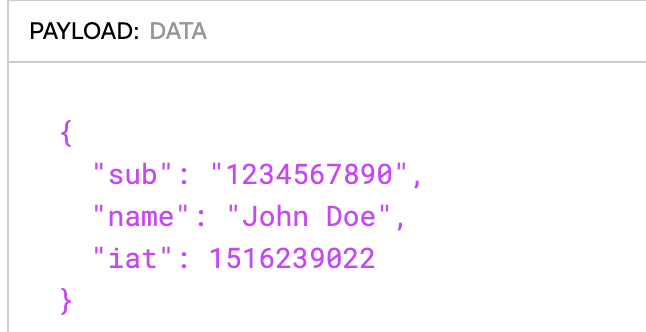 PAYLOAD: DATA
{
"sub": "1234567890",
"name": "John Doe",
"iat": 1516239022
}